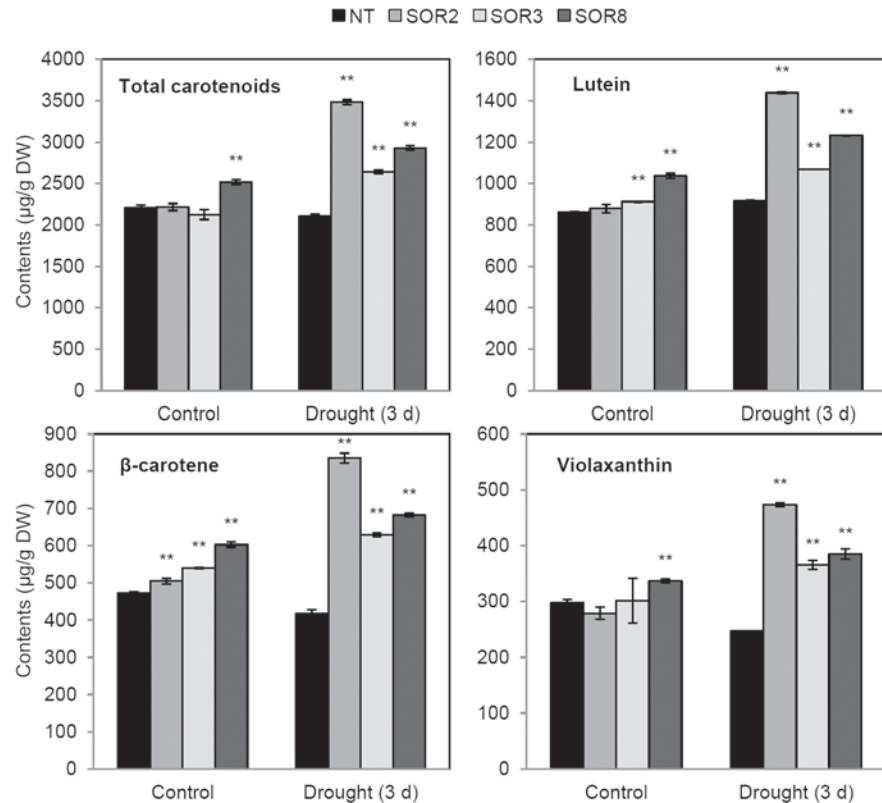 NT SOR2 SOR3 SOR8
Total carotenoids
Contents (µg/g DW)
4000
3500
3000
2500
2000
1500
1000
500
0
** ** ** **
Control Drought (3 d)
Lutein
1600
1400
1200
1000
800
600
400
200
0
** ** ** ** **
Control Drought (3 d)
β-carotene
Contents (µg/g DW)
900
800
700
600
500
400
300
200
100
0
** ** ** ** ** **
Control Drought (3 d)
Violaxanthin
600
500
400
300
200
100
0
** ** ** **
Control Drought (3 d)